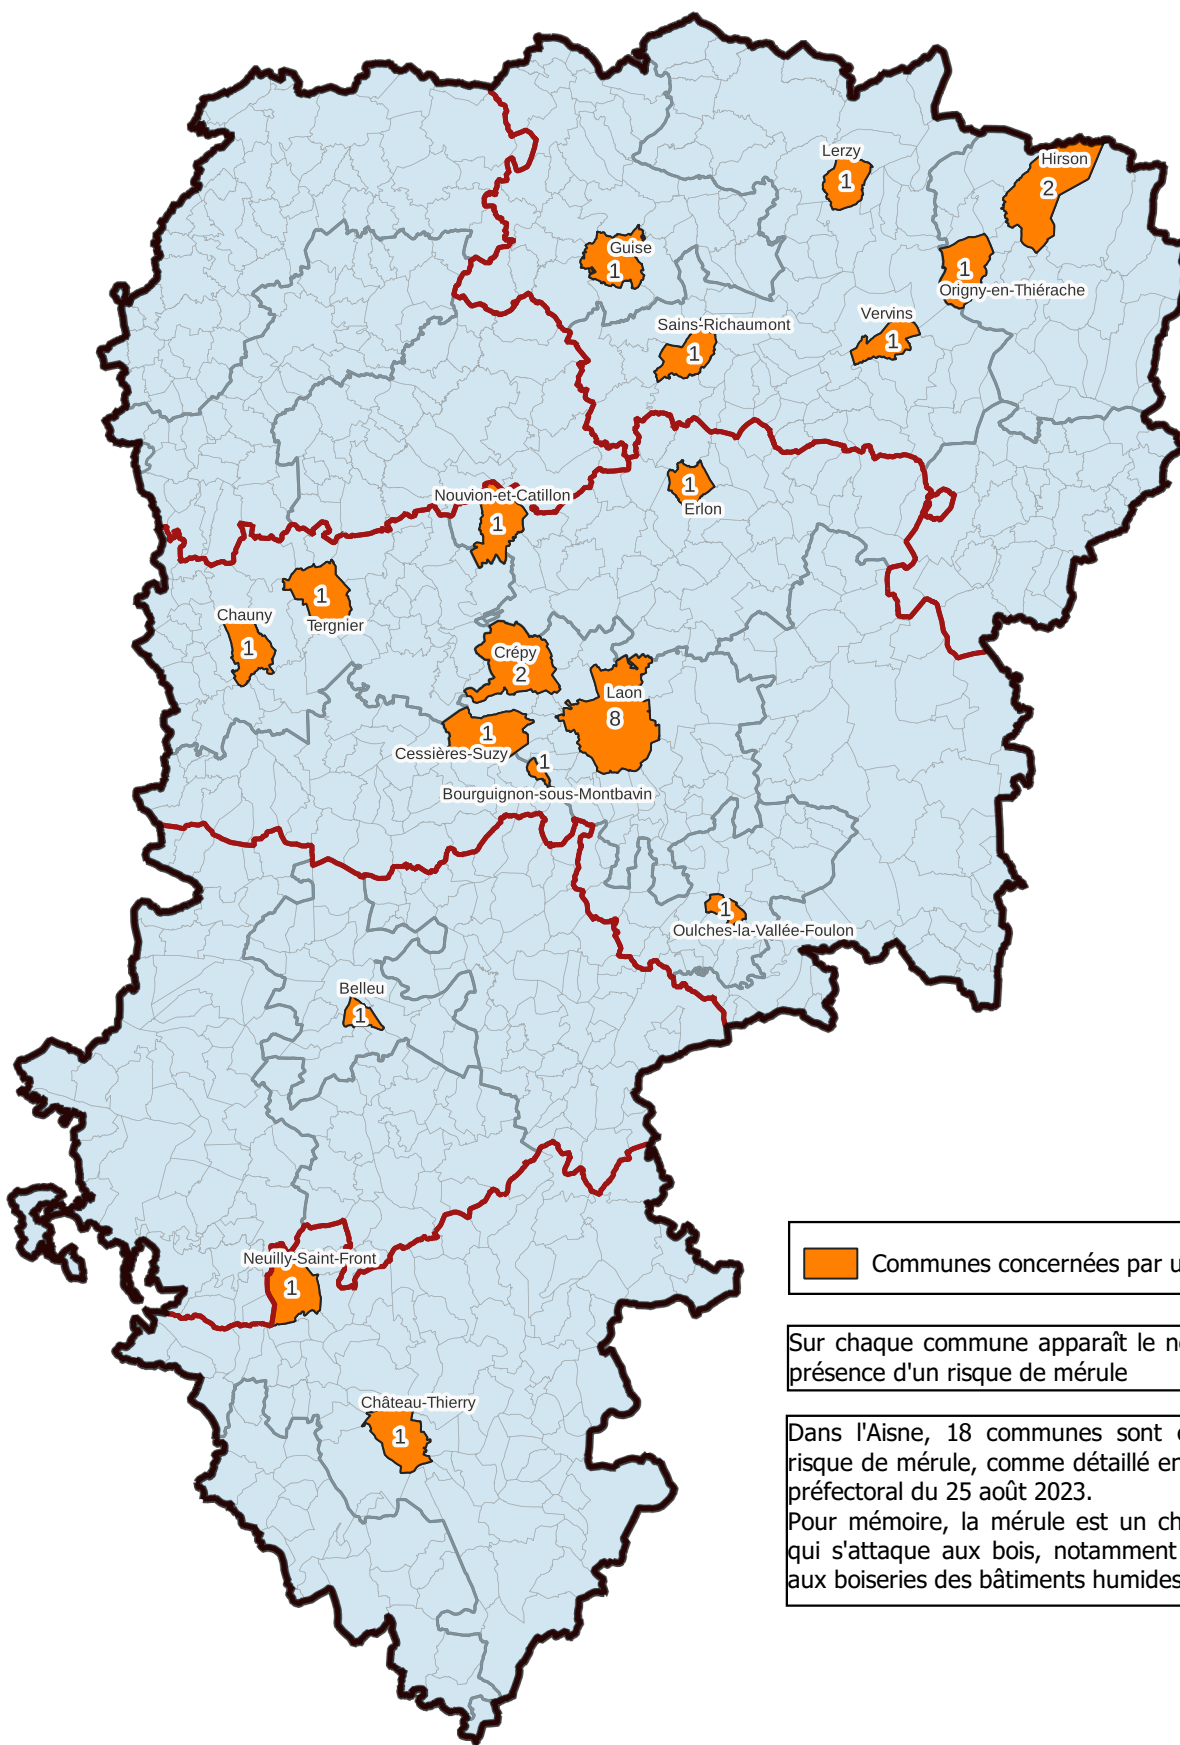 Lerzy
1
Hirson
2
Guise
1
1
Origny-en-Thiérache
Vervins
1
Sains-Richaumont
1
Nouvion-et-Catillon
1
1
Erlon
1
Tergnier
Chauny
1
Crépy
2
Laon
8
1
Cessières-Suzy
1
Bourguignon-sous-Montbavin
1
Oulches-la-Vallée-Foulon
Belleu
1
Neuilly-Saint-Front
1
Château-Thierry
1
Communes concernées par u
Sur chaque commune apparaît le n
présence d'un risque de mérule
Dans l'Aisne, 18 communes sont
risque de mérule, comme détaillé en
préfectoral du 25 août 2023.
Pour mémoire, la mérule est un ch
qui s'attaque aux bois, notamment
aux boiseries des bâtiments humides